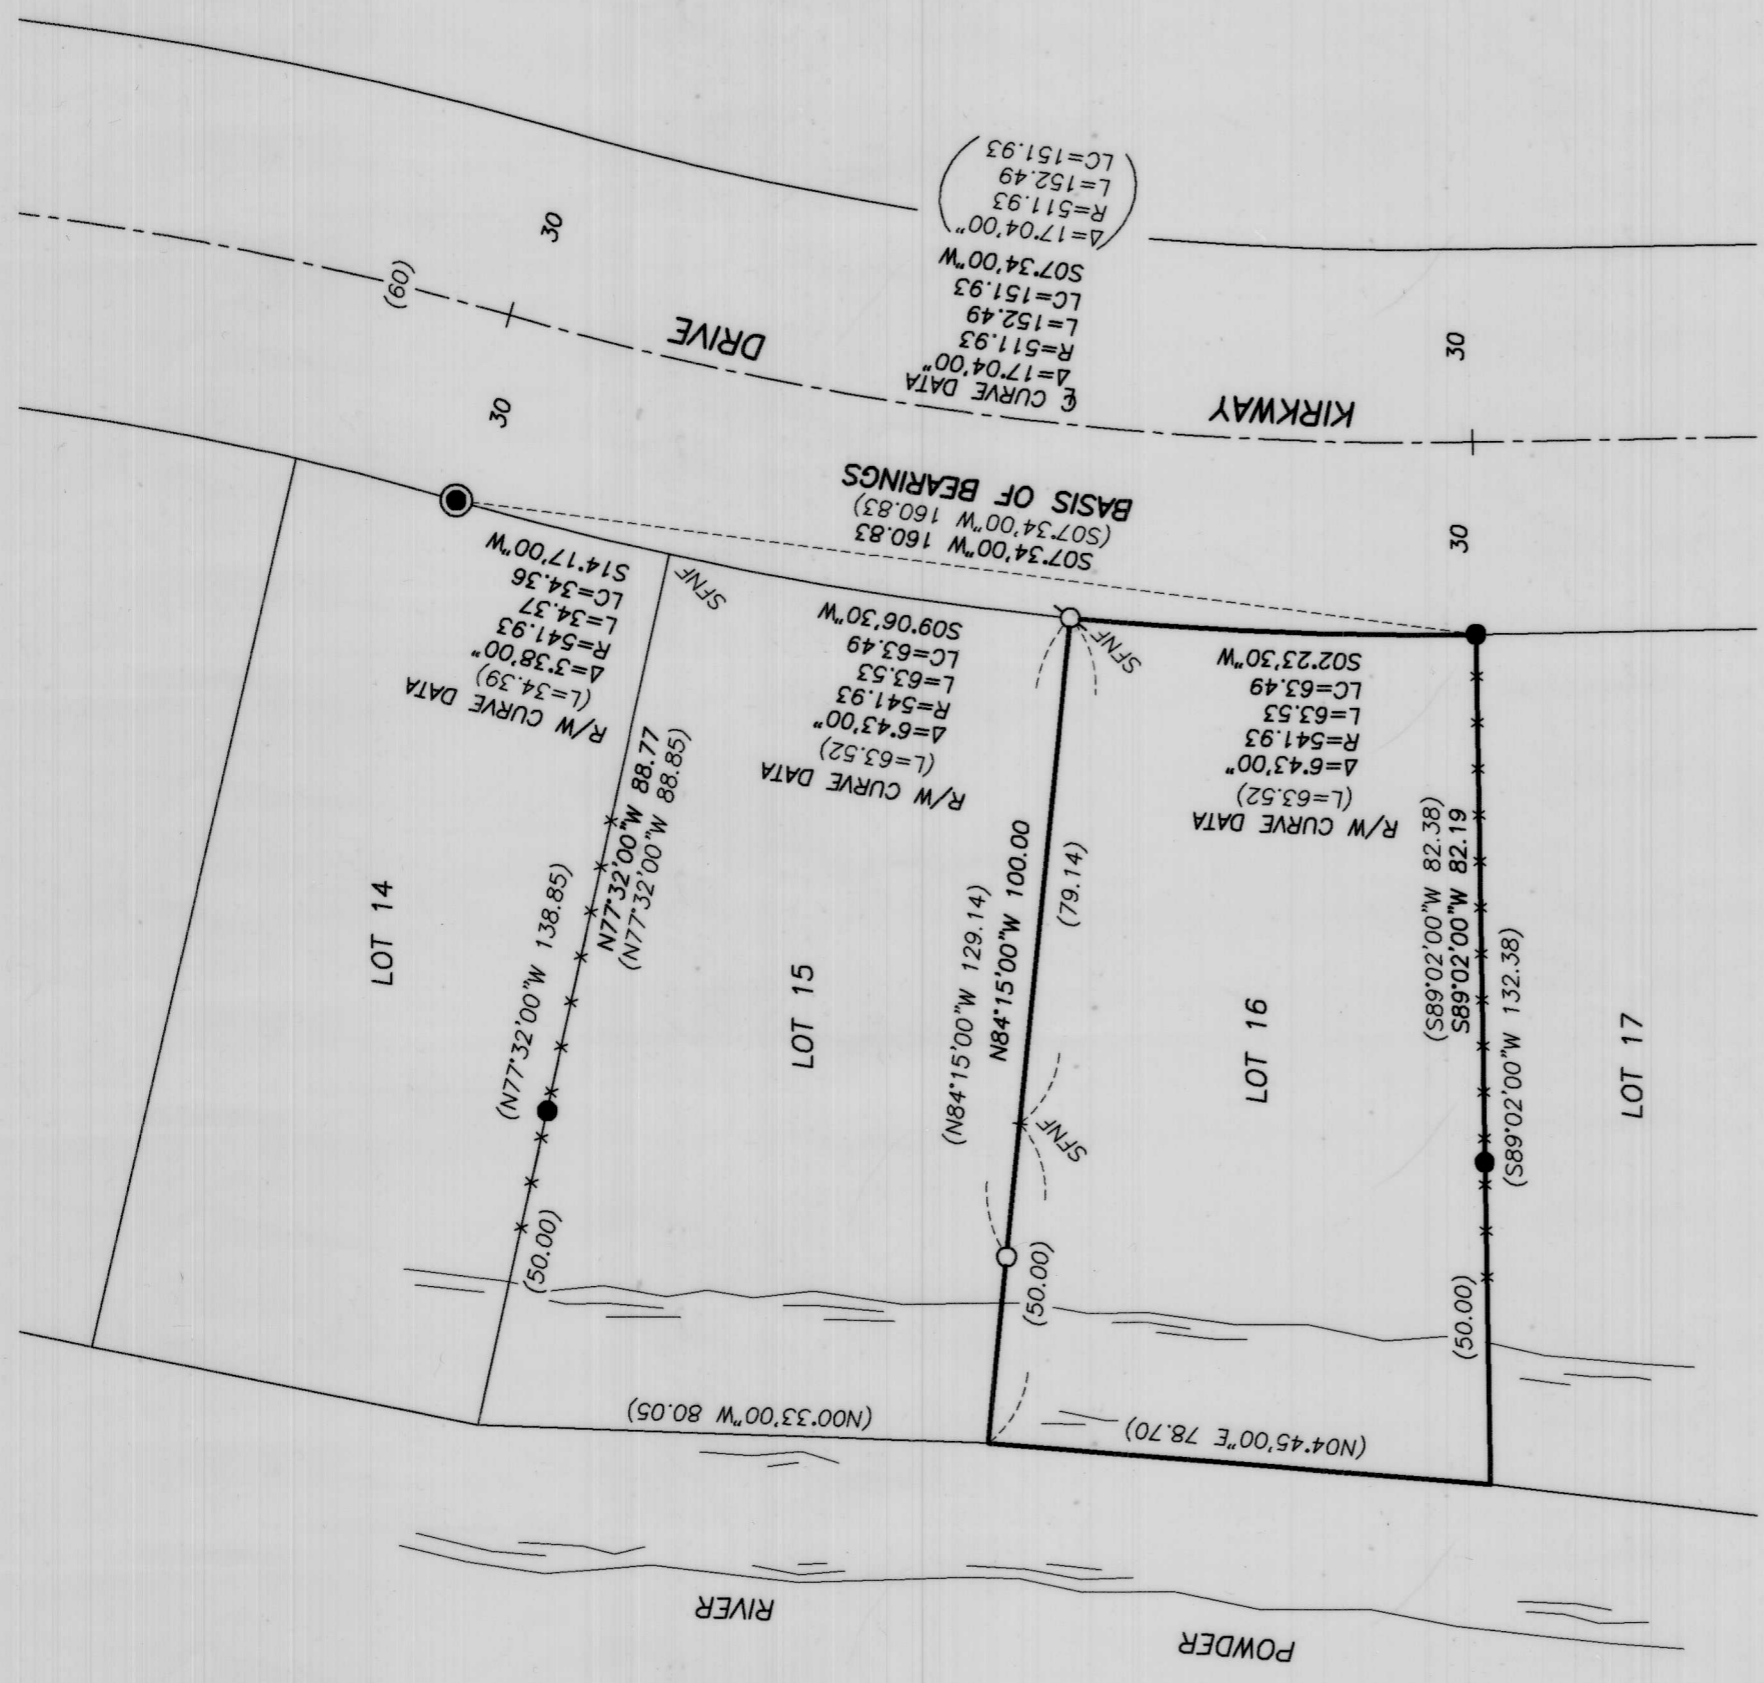 (60)
30
30
30
30
KIRKWAY
DRIVE
℄ CURVE DATA
Δ=17°04'00"
R=511.93
L=152.49
LC=151.93
S07°34'00"W
(Δ=17°04'00"
R=511.93
L=152.49
LC=151.93)
S07°34'00"W 160.83
(S07°34'00"W 160.83)
BASIS OF BEARINGS
R/W CURVE DATA
(L=34.39)
Δ=3°38'00"
R=541.93
L=34.37
LC=34.36
S14°17'00"W
SFNF
R/W CURVE DATA
(L=63.52)
Δ=6°43'00"
R=541.93
L=63.53
LC=63.49
S09°06'30"W
SFNF
R/W CURVE DATA
(L=63.52)
Δ=6°43'00"
R=541.93
L=63.53
LC=63.49
S02°23'30"W
LOT 14
(N77°32'00"W 138.85)
N77°32'00"W 88.77
(N77°32'00"W 88.85)
(50.00)
LOT 15
(N84°15'00"W 129.14)
N84°15'00"W 100.00
(79.14)
SFNF
(50.00)
LOT 16
(S89°02'00"W 82.38)
S89°02'00"W 82.19
(S89°02'00"W 132.38)
(50.00)
LOT 17
(N00°33'00"W 80.05)
(N04°45'00"E 78.70)
POWDER
RIVER